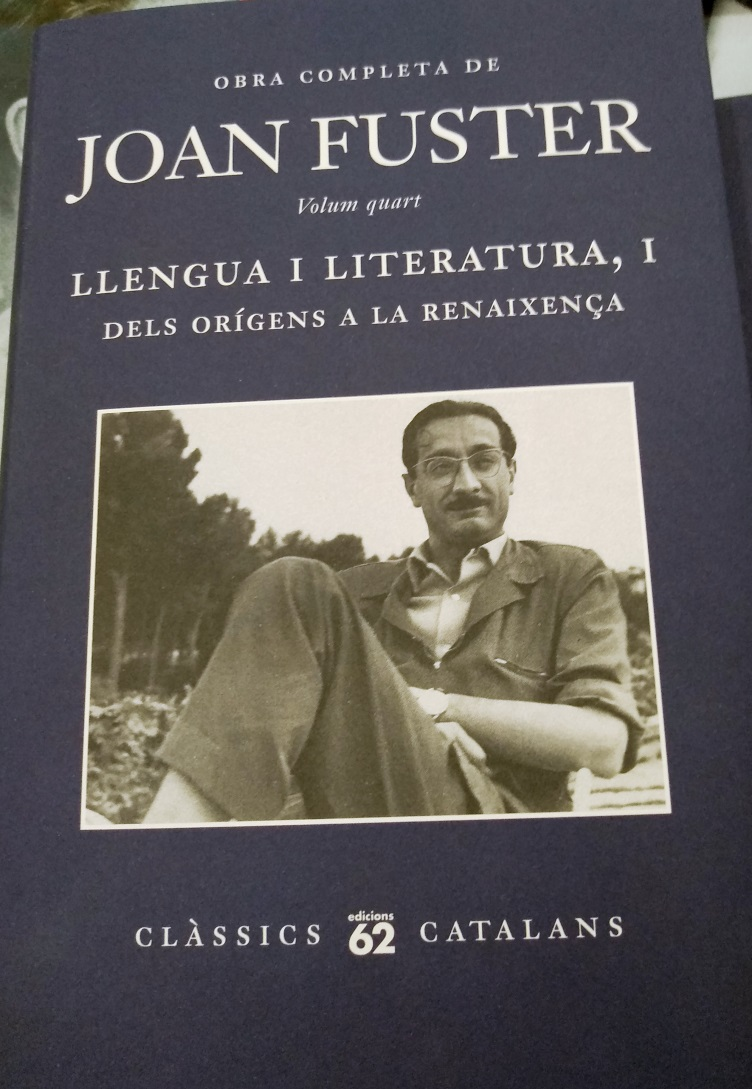 OBRA COMPLETA DE
JOAN FUSTER
Volum quart
LLENGUA I LITERATURA, I
DELS ORÍGENS A LA RENAIXENÇA
CLÀSSICS edicions 62 CATALANS